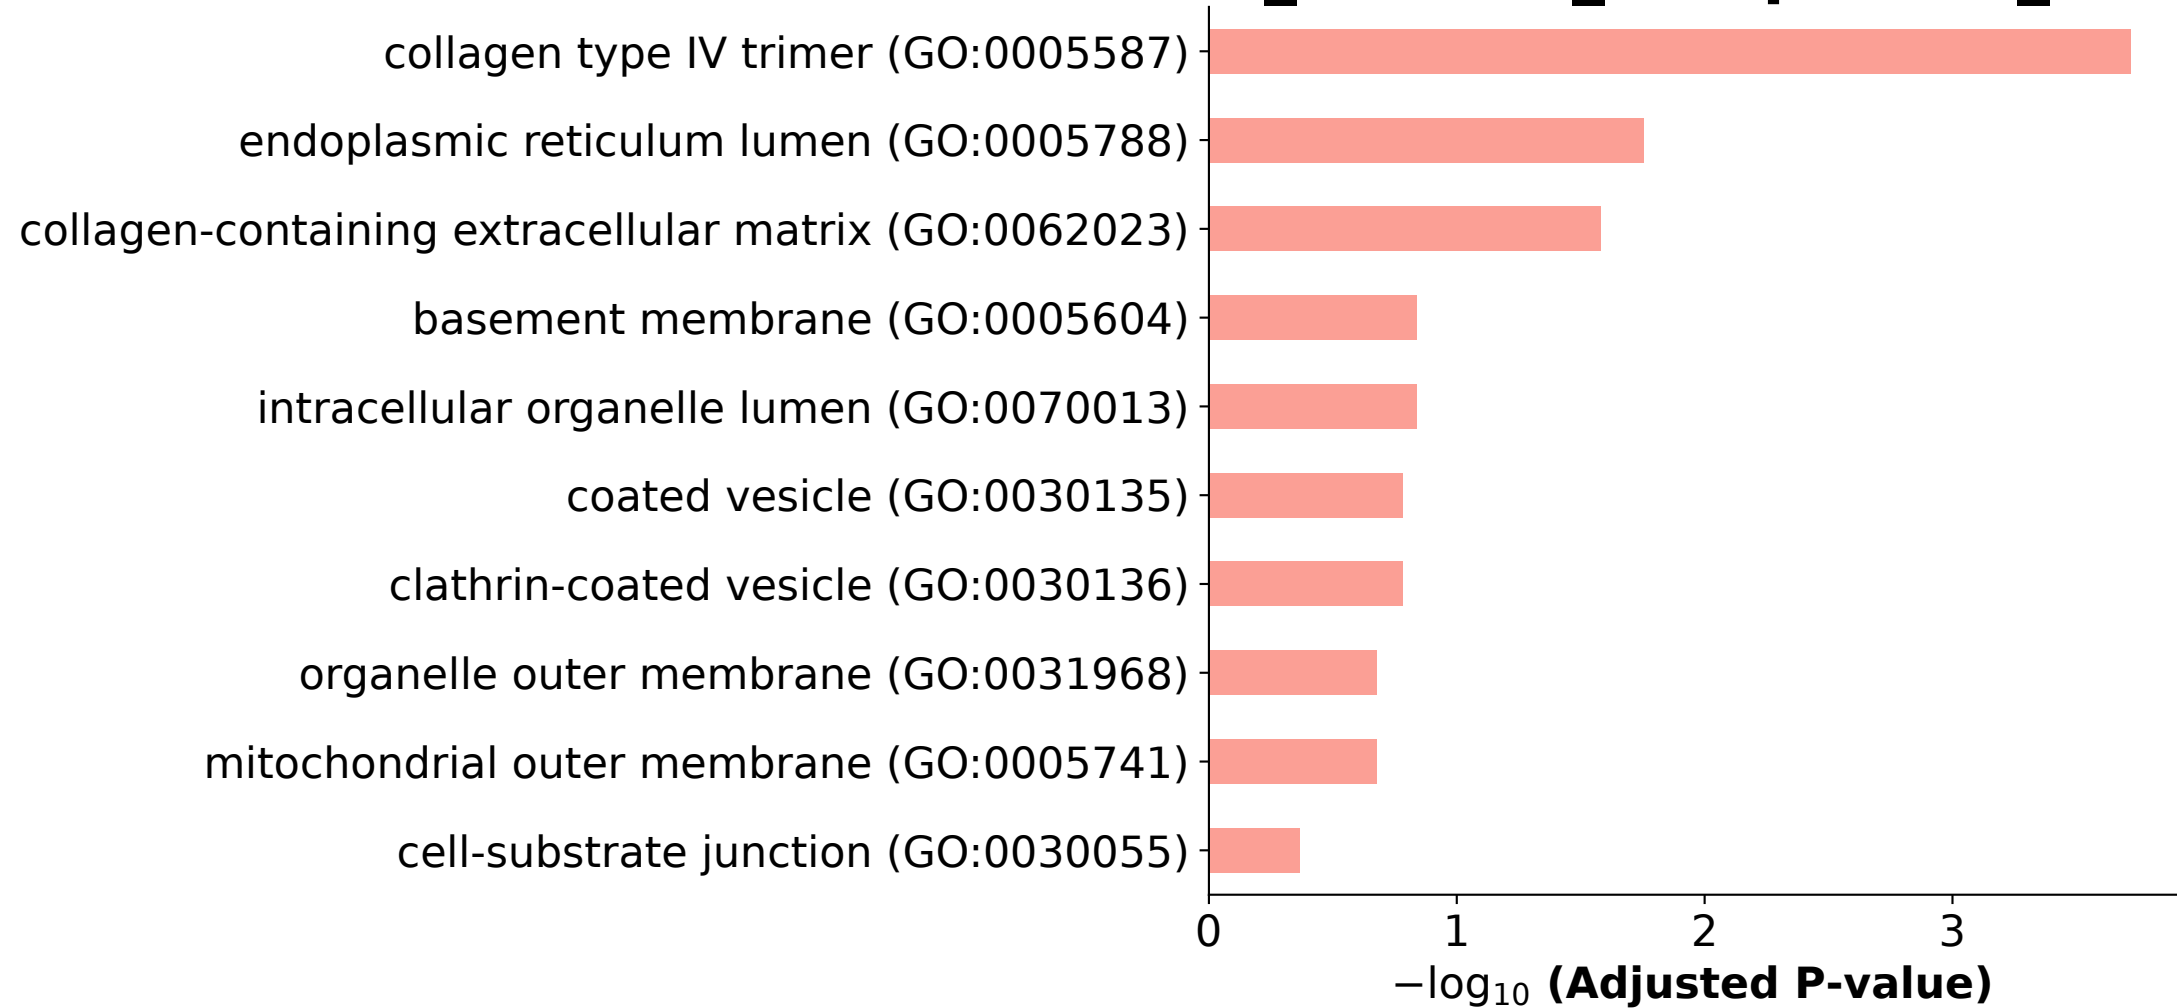 collagen type IV trimer (GO:0005587)
endoplasmic reticulum lumen (GO:0005788)
collagen-containing extracellular matrix (GO:0062023)
basement membrane (GO:0005604)
intracellular organelle lumen (GO:0070013)
coated vesicle (GO:0030135)
clathrin-coated vesicle (GO:0030136)
organelle outer membrane (GO:0031968)
mitochondrial outer membrane (GO:0005741)
cell-substrate junction (GO:0030055)
0 1 2 3
−log₁₀ (Adjusted P-value)